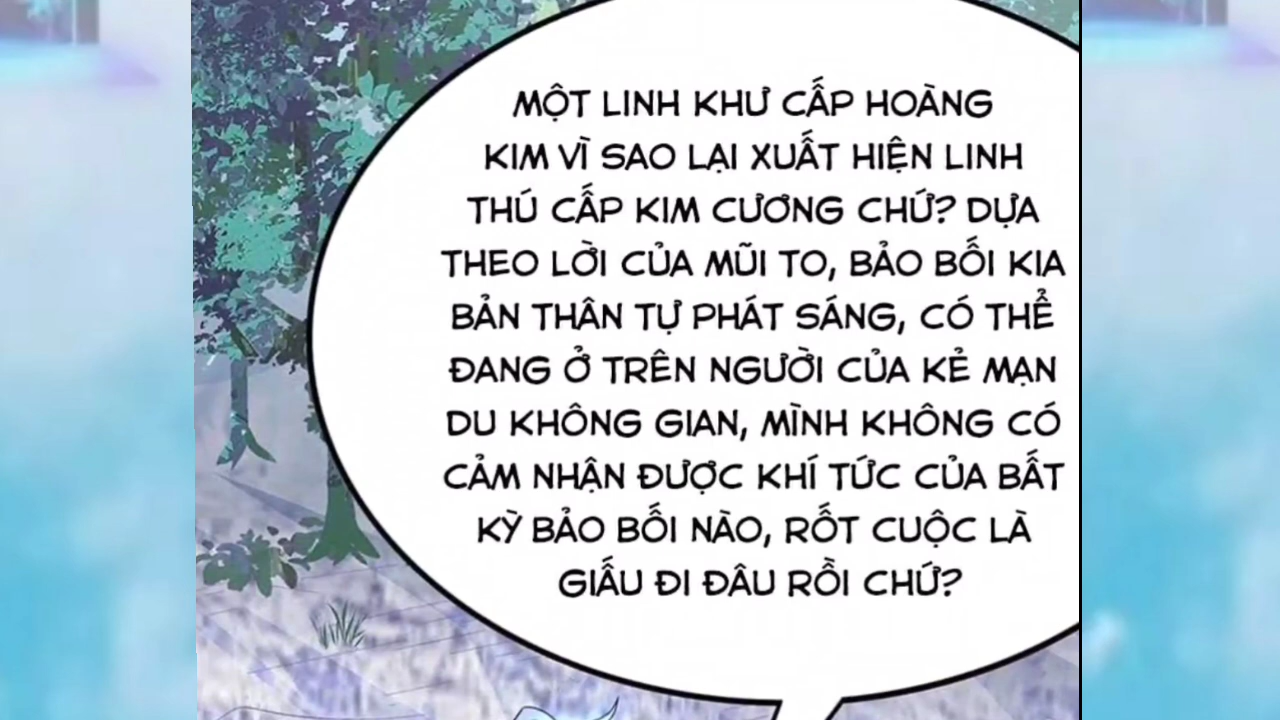 MỘT LINH KHƯ CẤP HOÀNG
KIM VÌ SAO LẠI XUẤT HIỆN LINH
THÚ CẤP KIM CƯƠNG CHỨ? DỰA
THEO LỜI CỦA MŨI TO, BẢO BỐI KIA
BẢN THÂN TỰ PHÁT SÁNG, CÓ THỂ
ĐANG Ở TRÊN NGƯỜI CỦA KẺ MẠN
DU KHÔNG GIAN, MÌNH KHÔNG CÓ
CẢM NHẬN ĐƯỢC KHÍ TỨC CỦA BẤT
KỲ BẢO BỐI NÀO, RỐT CUỘC LÀ
GIẤU ĐI ĐÂU RỒI CHỨ?